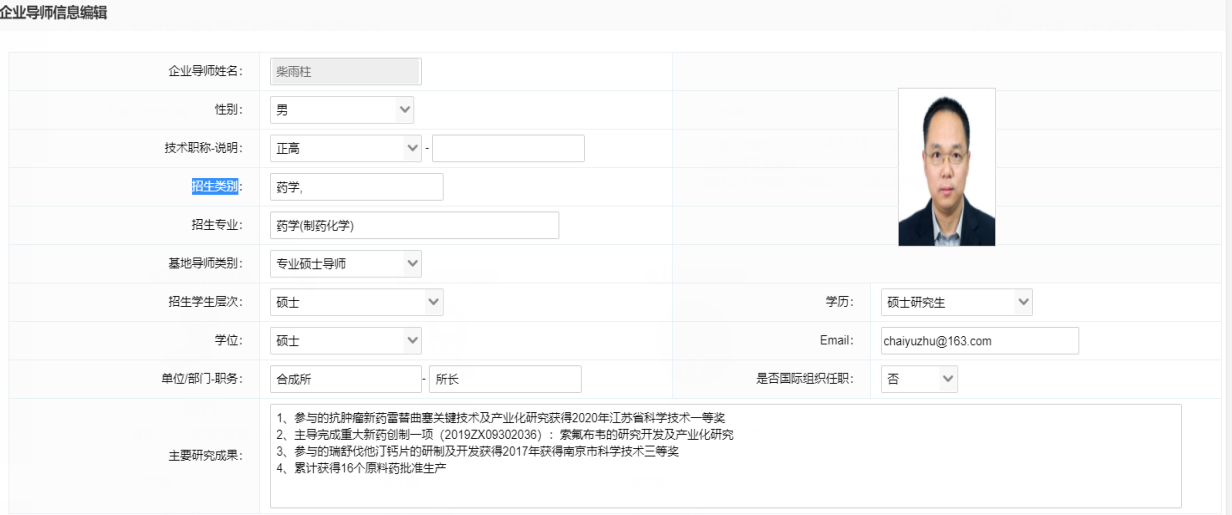 企业导师信息编辑
企业导师姓名: 柴雨柱
性别: 男
技术职称-说明: 正高 -
招生类别: 药学,
招生专业: 药学(制药化学)
基地导师类别: 专业硕士导师
招生学生层次: 硕士 学历: 硕士研究生
学位: 硕士 Email: chaiyuzhu@163.com
单位/部门-职务: 合成所 - 所长 是否国际组织任职: 否
主要研究成果:
1、参与的抗肿瘤新药雷替曲塞关键技术及产业化研究获得2020年江苏省科学技术一等奖
2、主导完成重大新药创制一项（2019ZX09302036）：索氟布韦的研究开发及产业化研究
3、参与的瑞舒伐他汀钙片的研制及开发获得2017年获得南京市科学技术三等奖
4、累计获得16个原料药批准生产